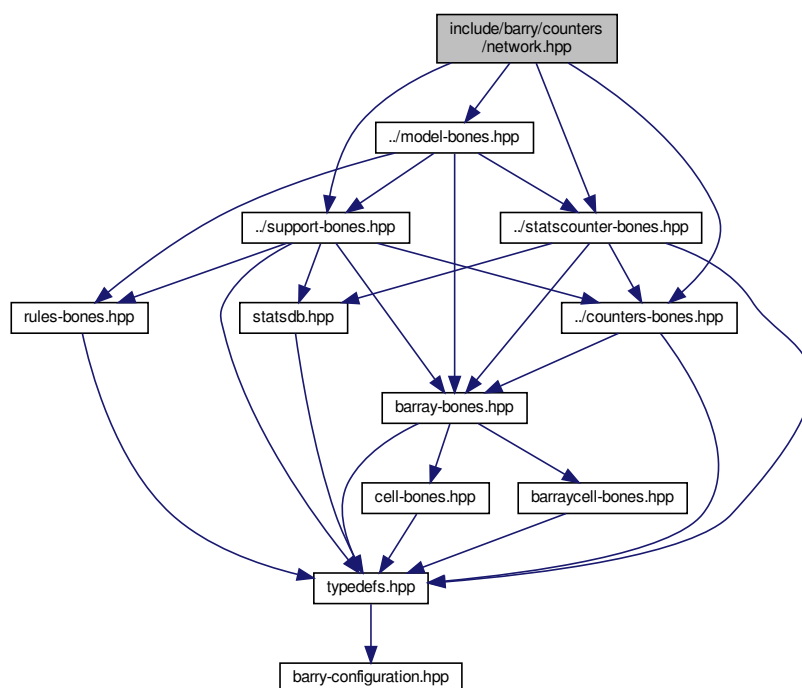 include/barry/counters
/network.hpp
../model-bones.hpp
../support-bones.hpp
../statscounter-bones.hpp
rules-bones.hpp
statsdb.hpp
../counters-bones.hpp
barray-bones.hpp
cell-bones.hpp
barraycell-bones.hpp
typedefs.hpp
barry-configuration.hpp